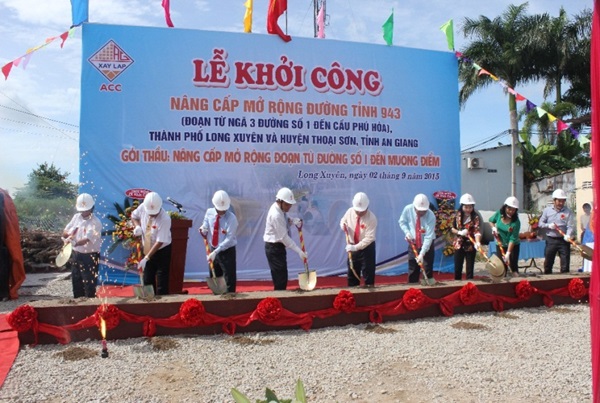 XÂY LẮP
ACC
LỄ KHỞI CÔNG
NÂNG CẤP MỞ RỘNG ĐƯỜNG TỈNH 943
(ĐOẠN TỪ NGÃ 3 ĐƯỜNG SỐ 1 ĐẾN CẦU PHÚ HÒA),
THÀNH PHỐ LONG XUYÊN VÀ HUYỆN THOẠI SƠN, TỈNH AN GIANG
GÓI THẦU: NÂNG CẤP MỞ RỘNG ĐOẠN TỪ ĐƯỜNG SỐ 1 ĐẾN MƯƠNG ĐIỂM
Long Xuyên, ngày 02 tháng 9 năm 2015